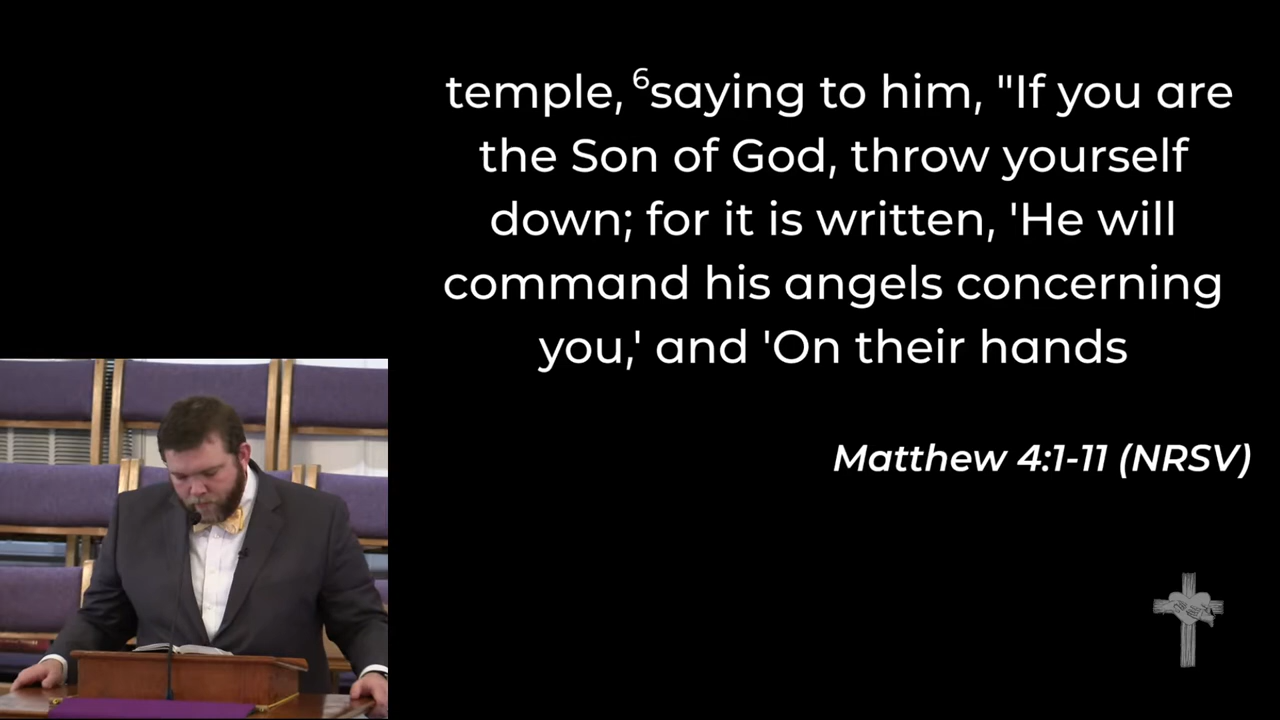 temple, ⁶saying to him, "If you are
the Son of God, throw yourself
down; for it is written, 'He will
command his angels concerning
you,' and 'On their hands
Matthew 4:1-11 (NRSV)